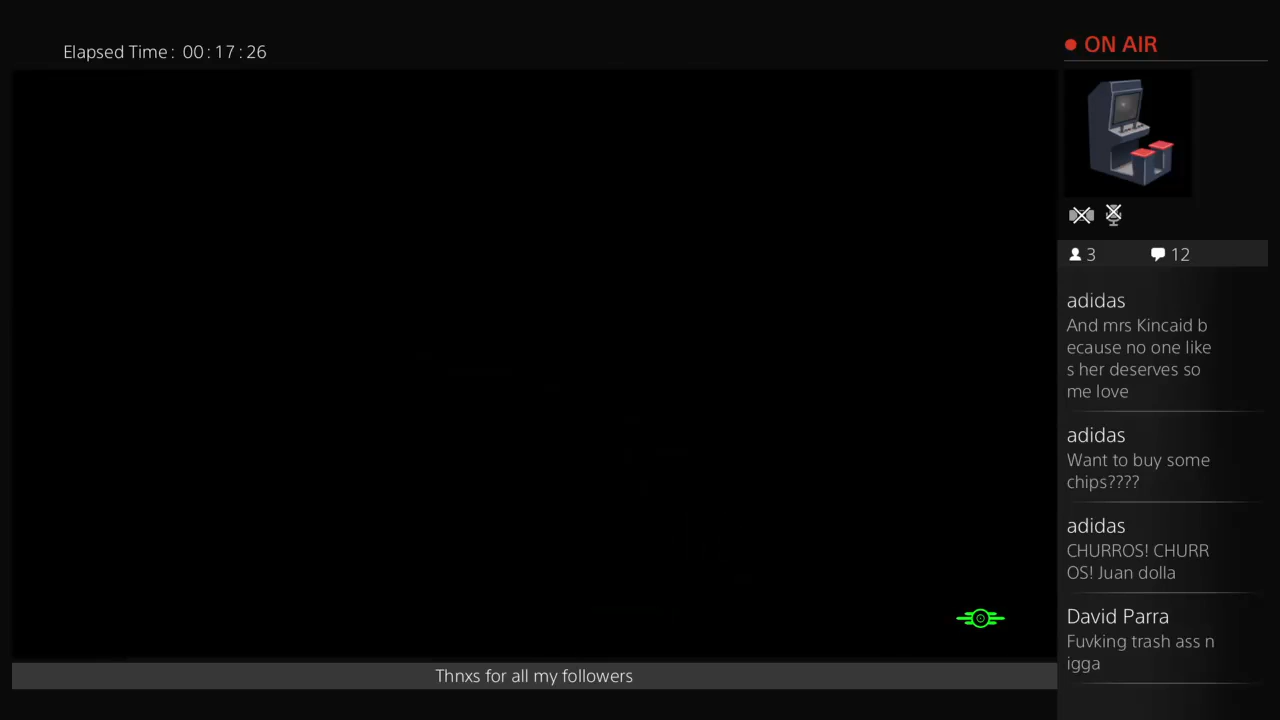 Elapsed Time: 00:17:26
ON AIR
3
12
adidas
And mrs Kincaid b
ecause no one like
s her deserves so
me love
adidas
Want to buy some
chips????
adidas
CHURROS! CHURR
OS! Juan dolla
David Parra
Fuvking trash ass n
igga
Thnxs for all my followers